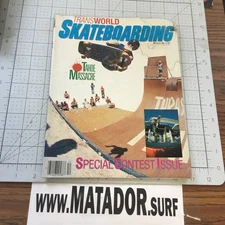 TRANSWORLD
SKATEBOARDING
TAHOE
MASSACRE
SPECIAL CONTEST ISSUE
WWW.MATADOR.surf